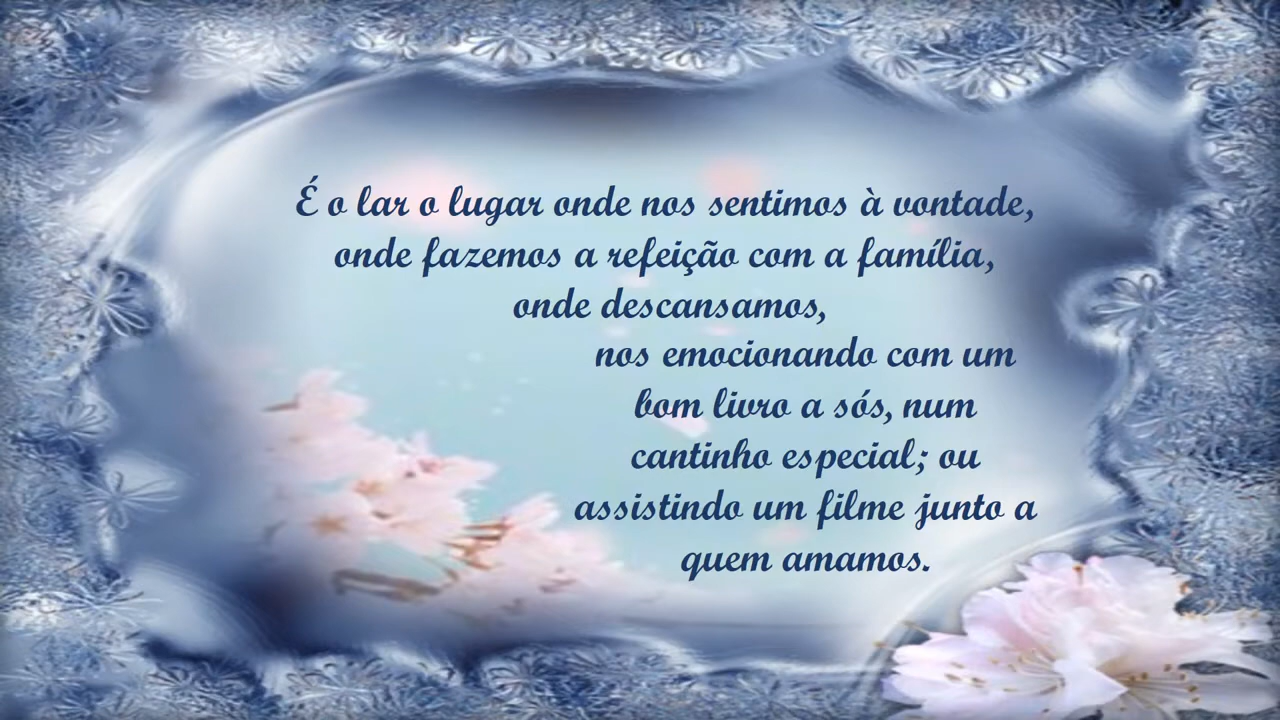 É o lar o lugar onde nos sentimos à vontade,
onde fazemos a refeição com a família,
onde descansamos,
nos emocionando com um
bom livro a sós, num
cantinho especial; ou
assistindo um filme junto a
quem amamos.